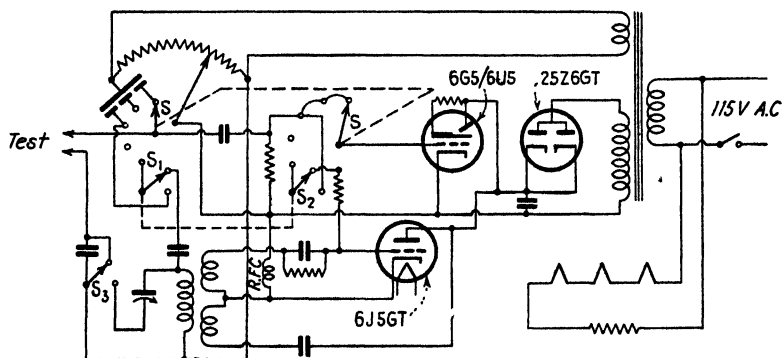 6G5/6U5
25Z6GT
115V A.C
Test
S
S
S1
S2
S3
R.F.C
6J5GT